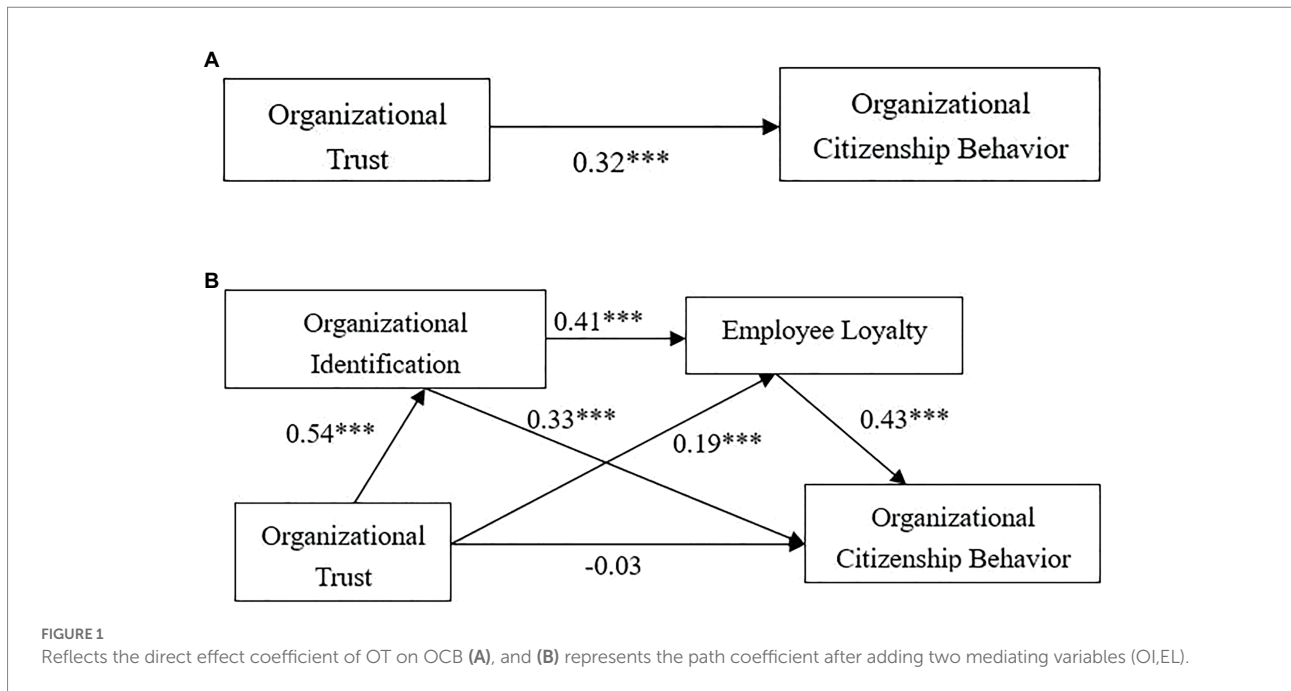 A
Organizational
Trust
0.32***
Organizational
Citizenship Behavior
B
Organizational
Identification
0.41***
Employee Loyalty
0.54***
0.33***
0.19***
0.43***
Organizational
Trust
-0.03
Organizational
Citizenship Behavior
FIGURE 1
Reflects the direct effect coefficient of OT on OCB (A), and (B) represents the path coefficient after adding two mediating variables (OI,EL).